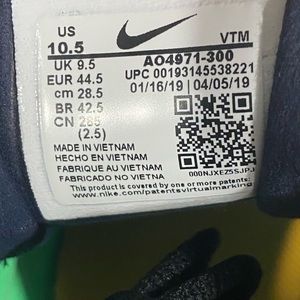 US
10.5
VTM
UK 9.5
AO4971-300
EUR 44.5
UPC 00193145538221
cm 28.5
01/16/19 | 04/05/19
BR 42.5
CN 285
(2.5)
MADE IN VIETNAM
HECHO EN VIETNAM
FABRIQUE AU VIETNAM
FABRICADO NO VIETNA
000NJXEZ5SJPJ
This product is covered by one or more patents
www.nike.com/patentsvirtualmarking